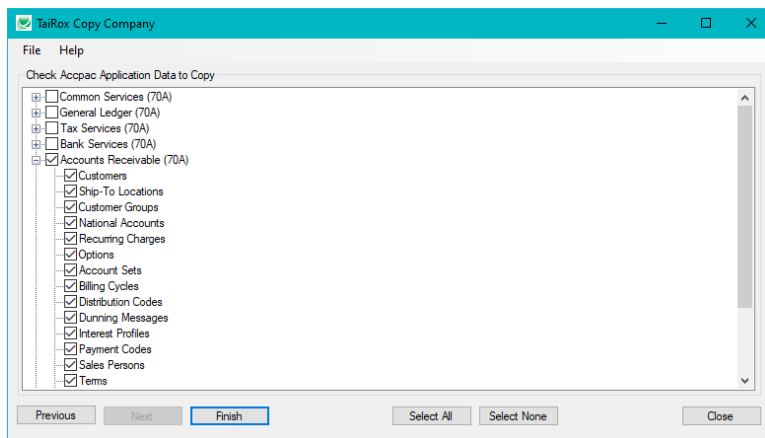 TaiRox Copy Company
File Help
Check Accpac Application Data to Copy
Common Services (70A)
General Ledger (70A)
Tax Services (70A)
Bank Services (70A)
Accounts Receivable (70A)
Customers
Ship-To Locations
Customer Groups
National Accounts
Recurring Charges
Options
Account Sets
Billing Cycles
Distribution Codes
Dunning Messages
Interest Profiles
Payment Codes
Sales Persons
Terms
Previous Next Finish Select All Select None Close